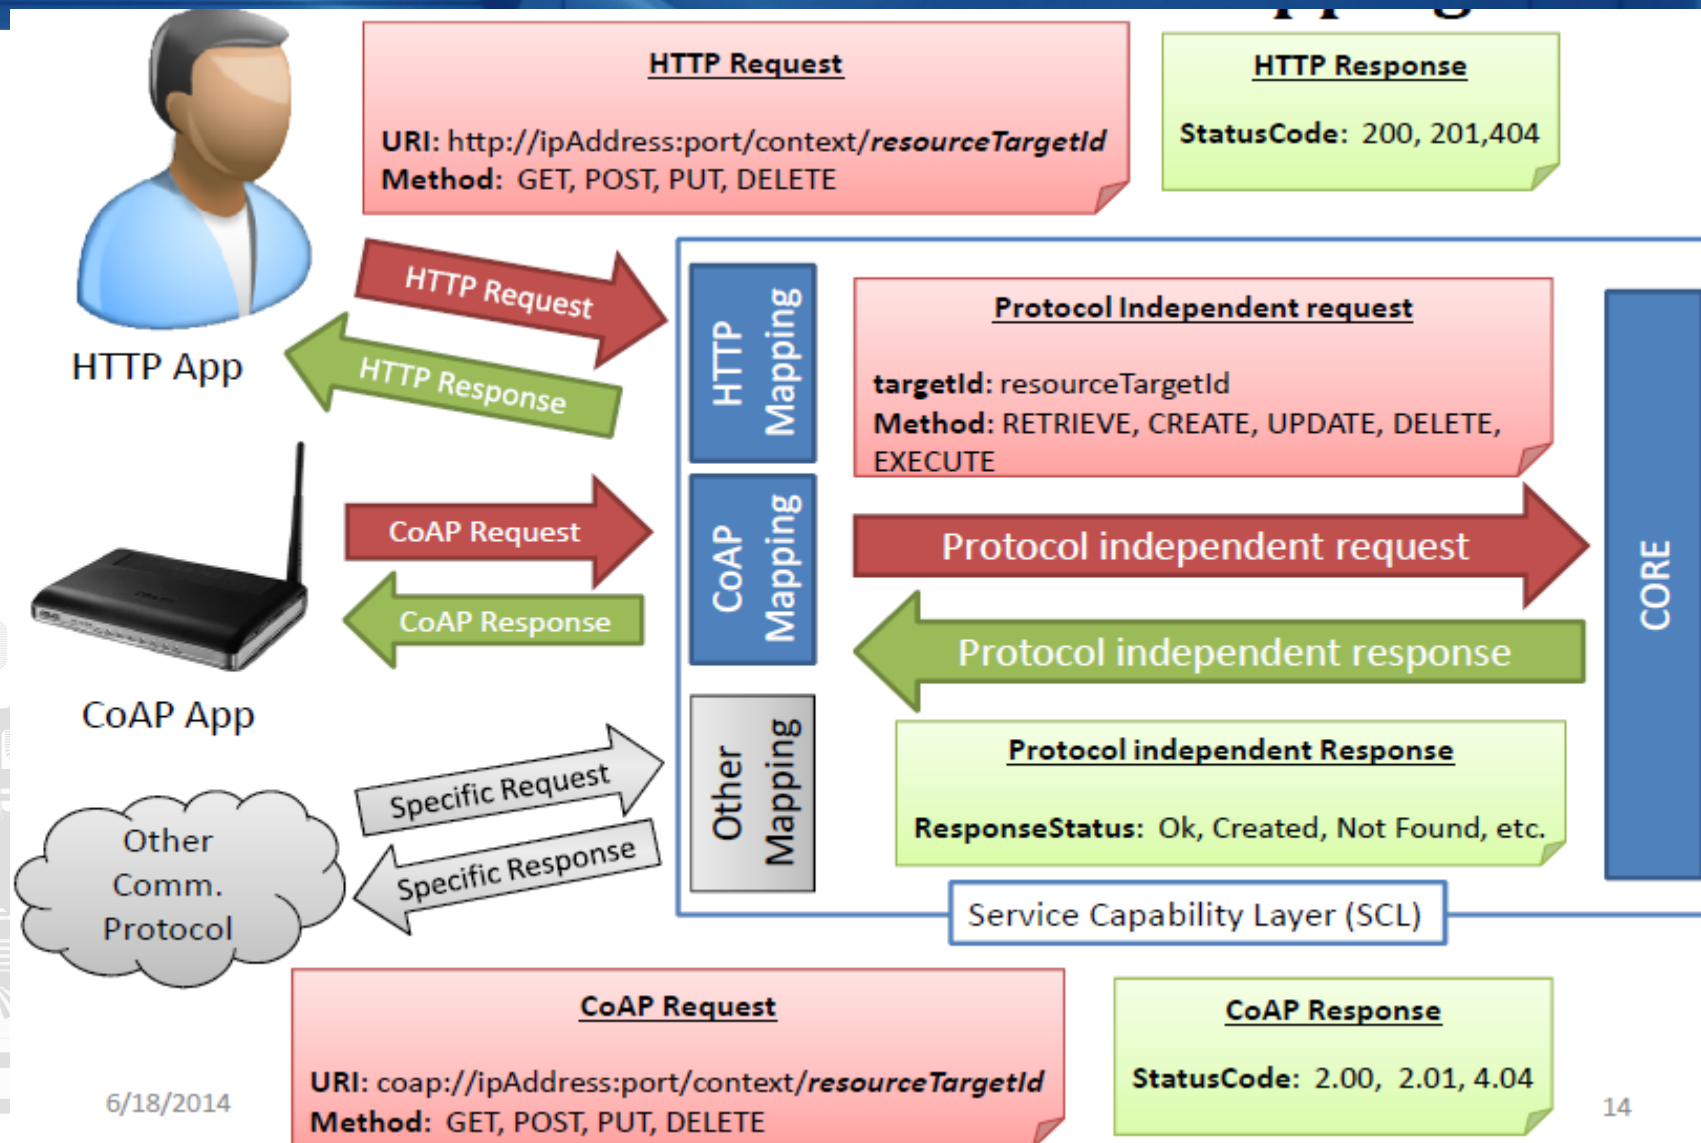 HTTP Request
URI: http://ipAddress:port/context/resourceTargetId
Method: GET, POST, PUT, DELETE
HTTP Response
StatusCode: 200, 201,404
HTTP App
HTTP Request
HTTP Response
HTTP
Mapping
Protocol Independent request
targetId: resourceTargetId
Method: RETRIEVE, CREATE, UPDATE, DELETE,
EXECUTE
CoAP App
CoAP Request
CoAP Response
CoAP
Mapping
Protocol independent request
Protocol independent response
CORE
Other
Comm.
Protocol
Specific Request
Specific Response
Other
Mapping
Protocol independent Response
ResponseStatus: Ok, Created, Not Found, etc.
Service Capability Layer (SCL)
CoAP Request
URI: coap://ipAddress:port/context/resourceTargetId
Method: GET, POST, PUT, DELETE
CoAP Response
StatusCode: 2.00, 2.01, 4.04
6/18/2014
14